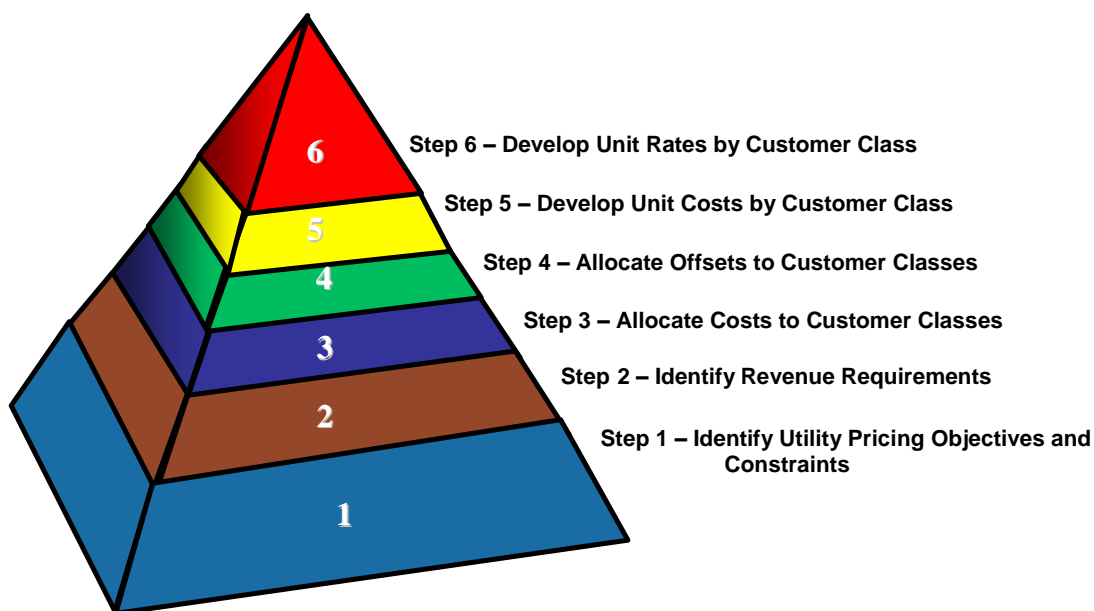 6
Step 6 – Develop Unit Rates by Customer Class
5
Step 5 – Develop Unit Costs by Customer Class
4
Step 4 – Allocate Offsets to Customer Classes
3
Step 3 – Allocate Costs to Customer Classes
2
Step 2 – Identify Revenue Requirements
1
Step 1 – Identify Utility Pricing Objectives and
Constraints